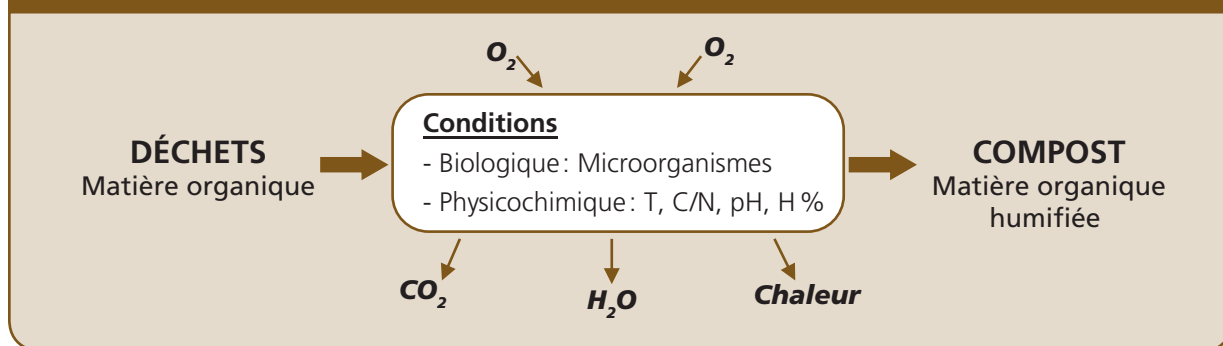 O₂
O₂
DÉCHETS
Matière organique
Conditions
- Biologique : Microorganismes
- Physicochimique : T, C/N, pH, H %
COMPOST
Matière organique
humifiée
CO₂
H₂O
Chaleur